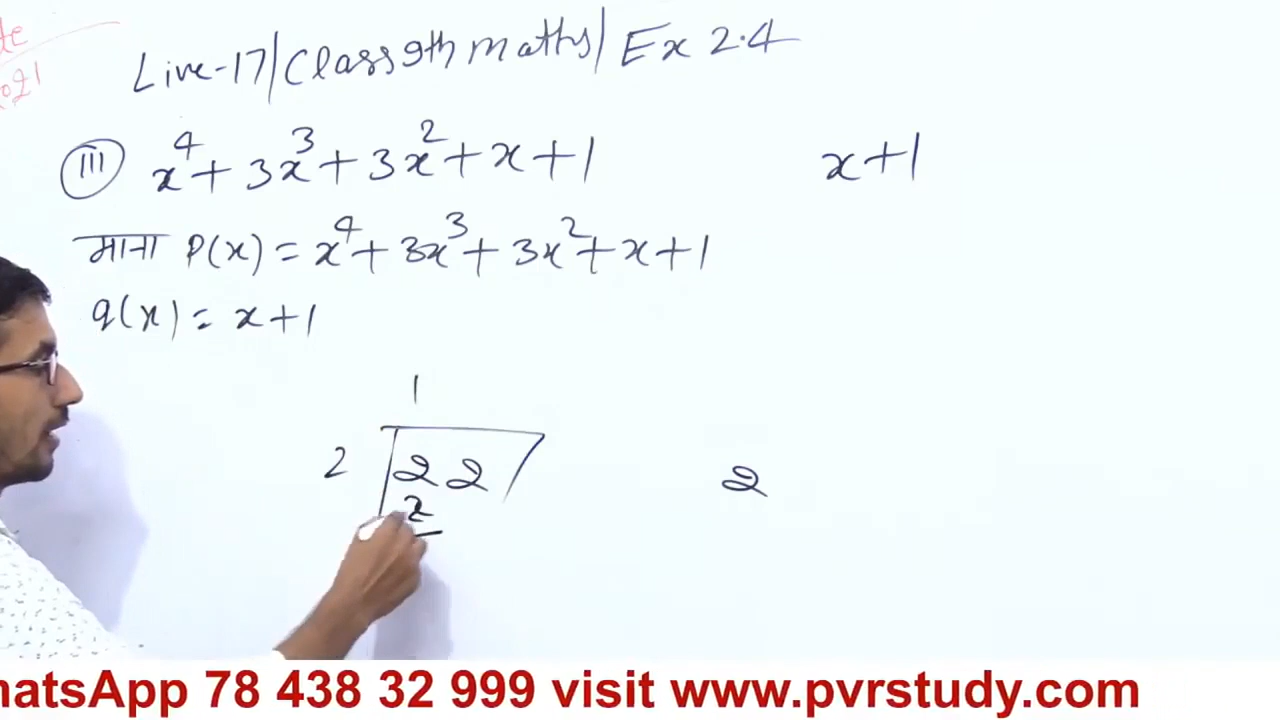 Live-17/Class 9th maths/ Ex 2.4
III x⁴+3x³+3x²+x+1 x+1
माना P(x) = x⁴+3x³+3x²+x+1
q(x) = x+1
1
2 22 2
2
hatsApp 78 438 32 999 visit www.pvrstudy.com